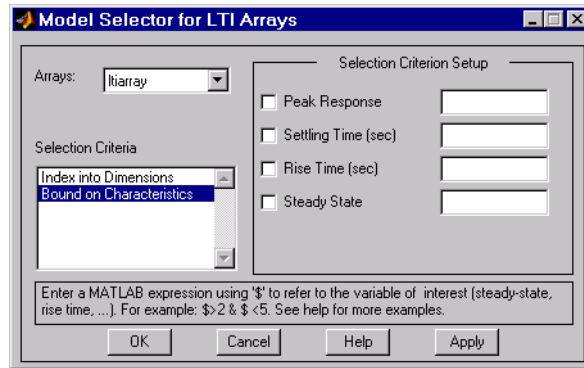 Model Selector for LTI Arrays
Arrays:
ltiarray
Selection Criteria
Index into Dimensions
Bound on Characteristics
Selection Criterion Setup
Peak Response
Settling Time (sec)
Rise Time (sec)
Steady State
Enter a MATLAB expression using '$' to refer to the variable of interest (steady-state,
rise time, ...). For example: $>2 & $ <5. See help for more examples.
OK
Cancel
Help
Apply